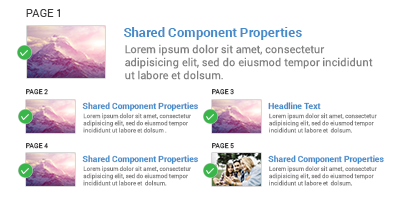 PAGE 1
Shared Component Properties
Lorem ipsum dolor sit amet, consectetur
adipisicing elit, sed do eiusmod tempor incididunt
ut labore et dolsum.
PAGE 2
Shared Component Properties
Lorem ipsum dolor sit amet, consectetur
adipisicing elit, sed do eiusmod tempor
incididunt ut labore et dolsum .
PAGE 3
Headline Text
Lorem ipsum dolor sit amet, consectetur
adipisicing elit, sed do eiusmod tempor
incididunt ut labore et dolsum.
PAGE 4
Shared Component Properties
Lorem ipsum dolor sit amet, consectetur
adipisicing elit, sed do eiusmod tempor
incididunt ut labore et dolsum.
PAGE 5
Shared Component Properties
Lorem ipsum dolor sit amet, consectetur
adipisicing elit, sed do eiusmod tempor
incididunt ut labore et dolsum.